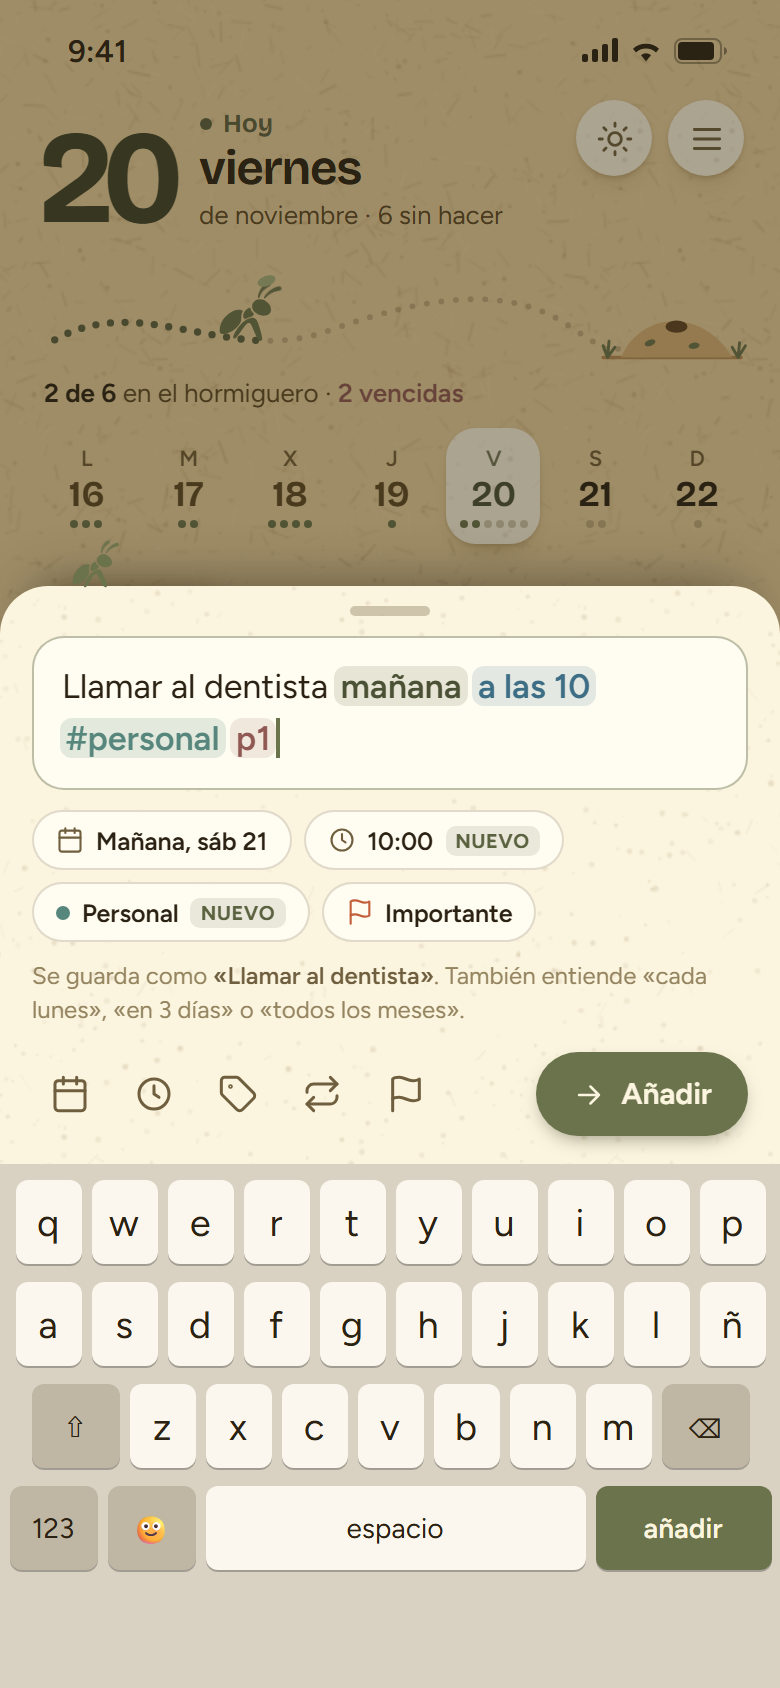 9:41
20
Hoy
viernes
de noviembre · 6 sin hacer
2 de 6 en el hormiguero · 2 vencidas
L M X J V S D
16 17 18 19 20 21 22
Llamar al dentista mañana a las 10
#personal p1
Mañana, sáb 21
10:00 NUEVO
Personal NUEVO
Importante
Se guarda como «Llamar al dentista». También entiende «cada
lunes», «en 3 días» o «todos los meses».
Añadir
q w e r t y u i o p
a s d f g h j k l ñ
z x c v b n m
123 espacio añadir